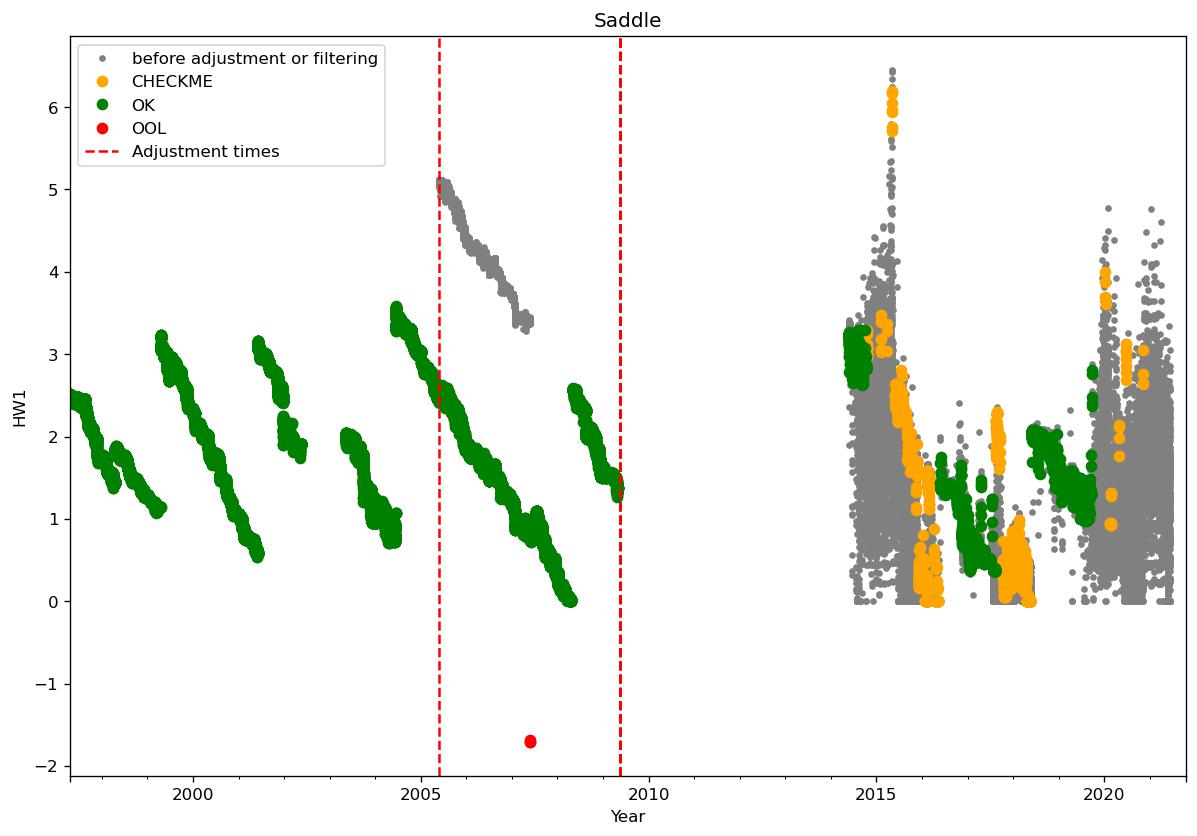 Saddle
before adjustment or filtering
CHECKME
OK
OOL
Adjustment times
HW1
6
5
4
3
2
1
0
−1
−2
2000 2005 2010 2015 2020
Year